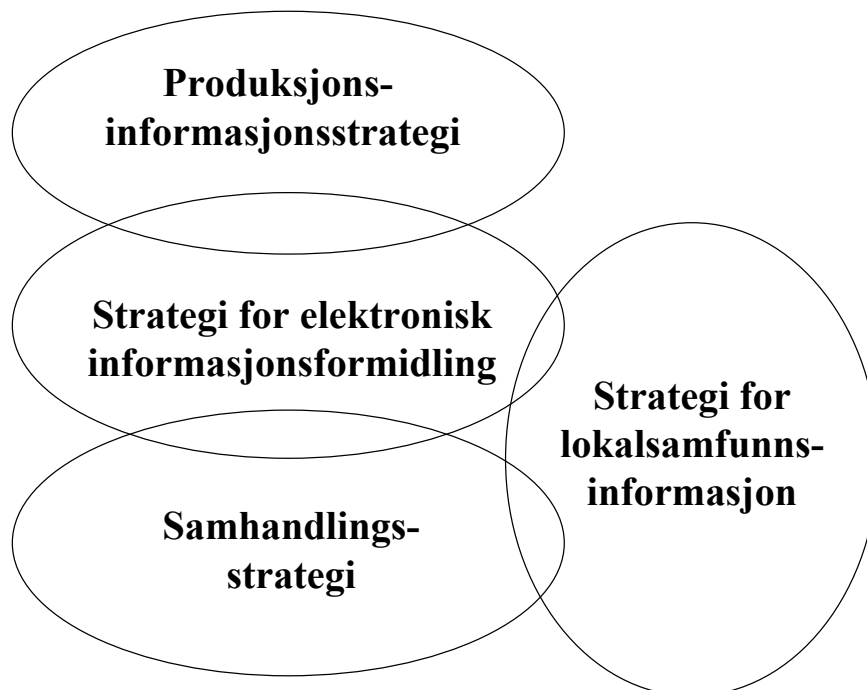 Produksjons-
informasjonsstrategi
Strategi for elektronisk
informasjonsformidling
Strategi for
lokalsamfunns-
informasjon
Samhandlings-
strategi